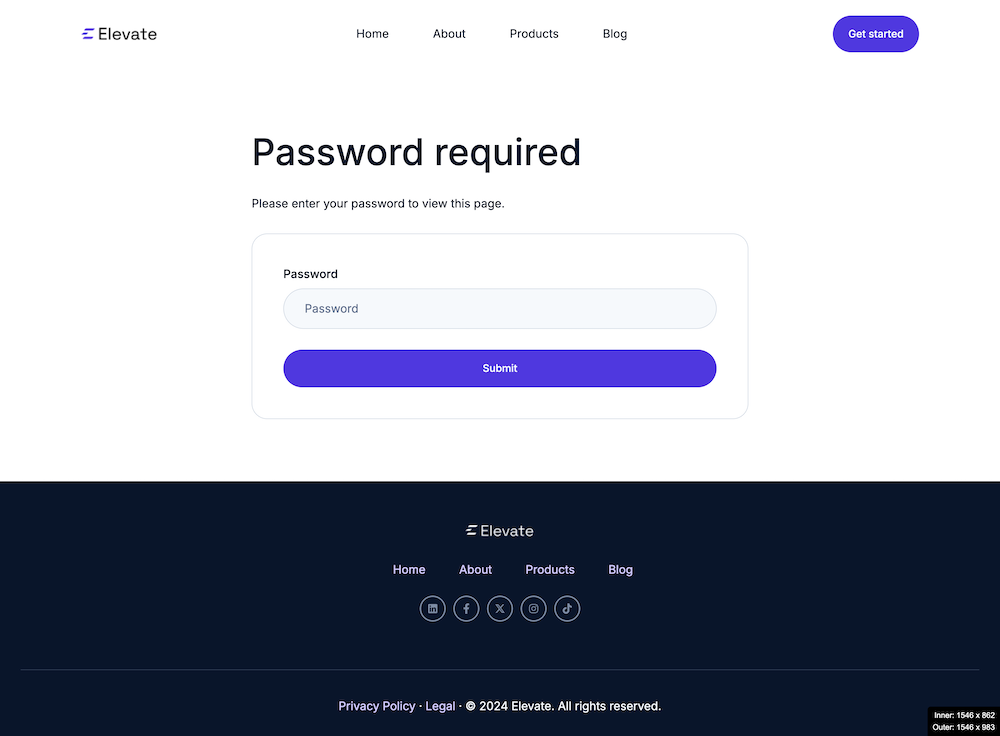 Elevate
Home About Products Blog
Get started
Password required
Please enter your password to view this page.
Password
Password
Submit
Elevate
Home About Products Blog
Privacy Policy · Legal · © 2024 Elevate. All rights reserved.
Inner: 1546 x 862
Outer: 1546 x 983